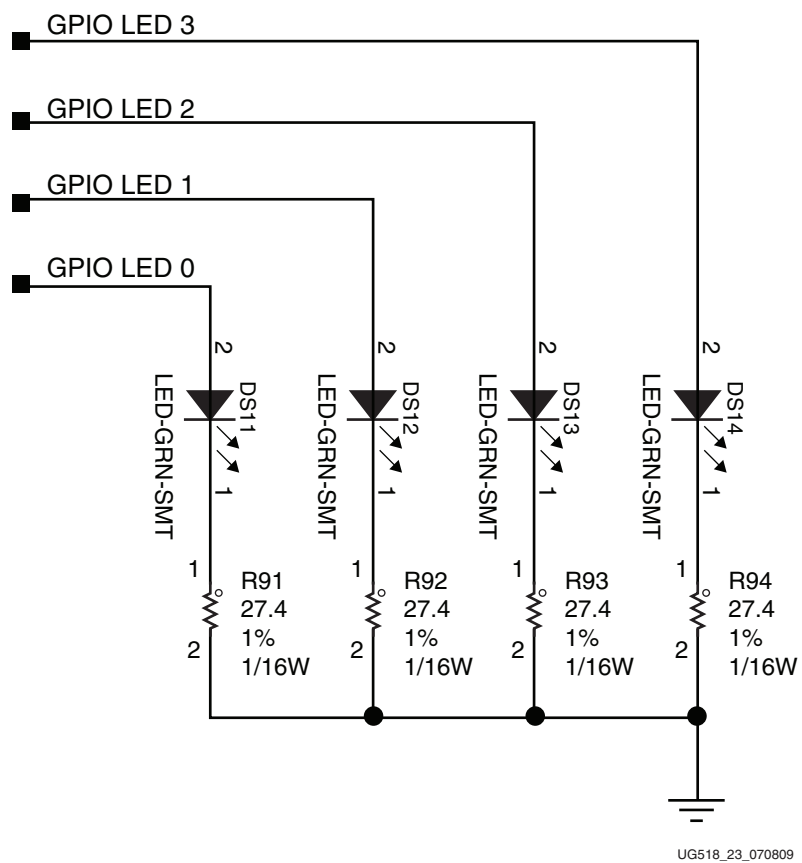 GPIO LED 3
GPIO LED 2
GPIO LED 1
GPIO LED 0
2
DS11
LED-GRN-SMT
1
2
DS12
LED-GRN-SMT
1
2
DS13
LED-GRN-SMT
1
2
DS14
LED-GRN-SMT
1
1
R91
27.4
1%
2
1/16W
1
R92
27.4
1%
2
1/16W
1
R93
27.4
1%
2
1/16W
1
R94
27.4
1%
2
1/16W
UG518_23_070809